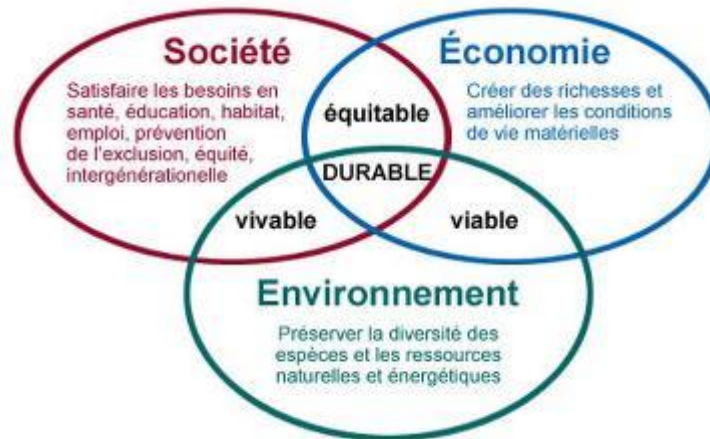 Société
Satisfaire les besoins en
santé, éducation, habitat,
emploi, prévention
de l'exclusion, équité,
intergénérationelle
Économie
Créer des richesses et
améliorer les conditions
de vie matérielles
équitable
DURABLE
vivable
viable
Environnement
Préserver la diversité des
espèces et les ressources
naturelles et énergétiques